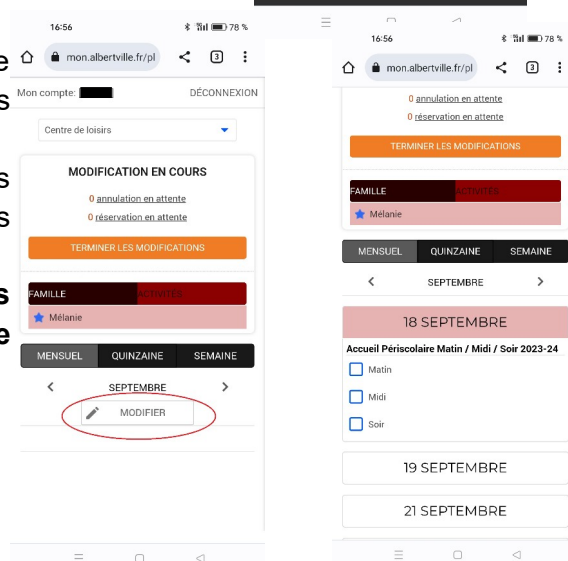 e
s
s
s
s
e
16:56
78 %
mon.albertville.fr/pl
3
Mon compte:
DÉCONNEXION
Centre de loisirs
MODIFICATION EN COURS
0 annulation en attente
0 réservation en attente
TERMINER LES MODIFICATIONS
FAMILLE
ACTIVITÉS
Mélanie
MENSUEL
QUINZAINE
SEMAINE
SEPTEMBRE
MODIFIER
16:56
78 %
mon.albertville.fr/pl
3
0 annulation en attente
0 réservation en attente
TERMINER LES MODIFICATIONS
FAMILLE
ACTIVITÉS
Mélanie
MENSUEL
QUINZAINE
SEMAINE
SEPTEMBRE
18 SEPTEMBRE
Accueil Périscolaire Matin / Midi / Soir 2023-24
Matin
Midi
Soir
19 SEPTEMBRE
21 SEPTEMBRE